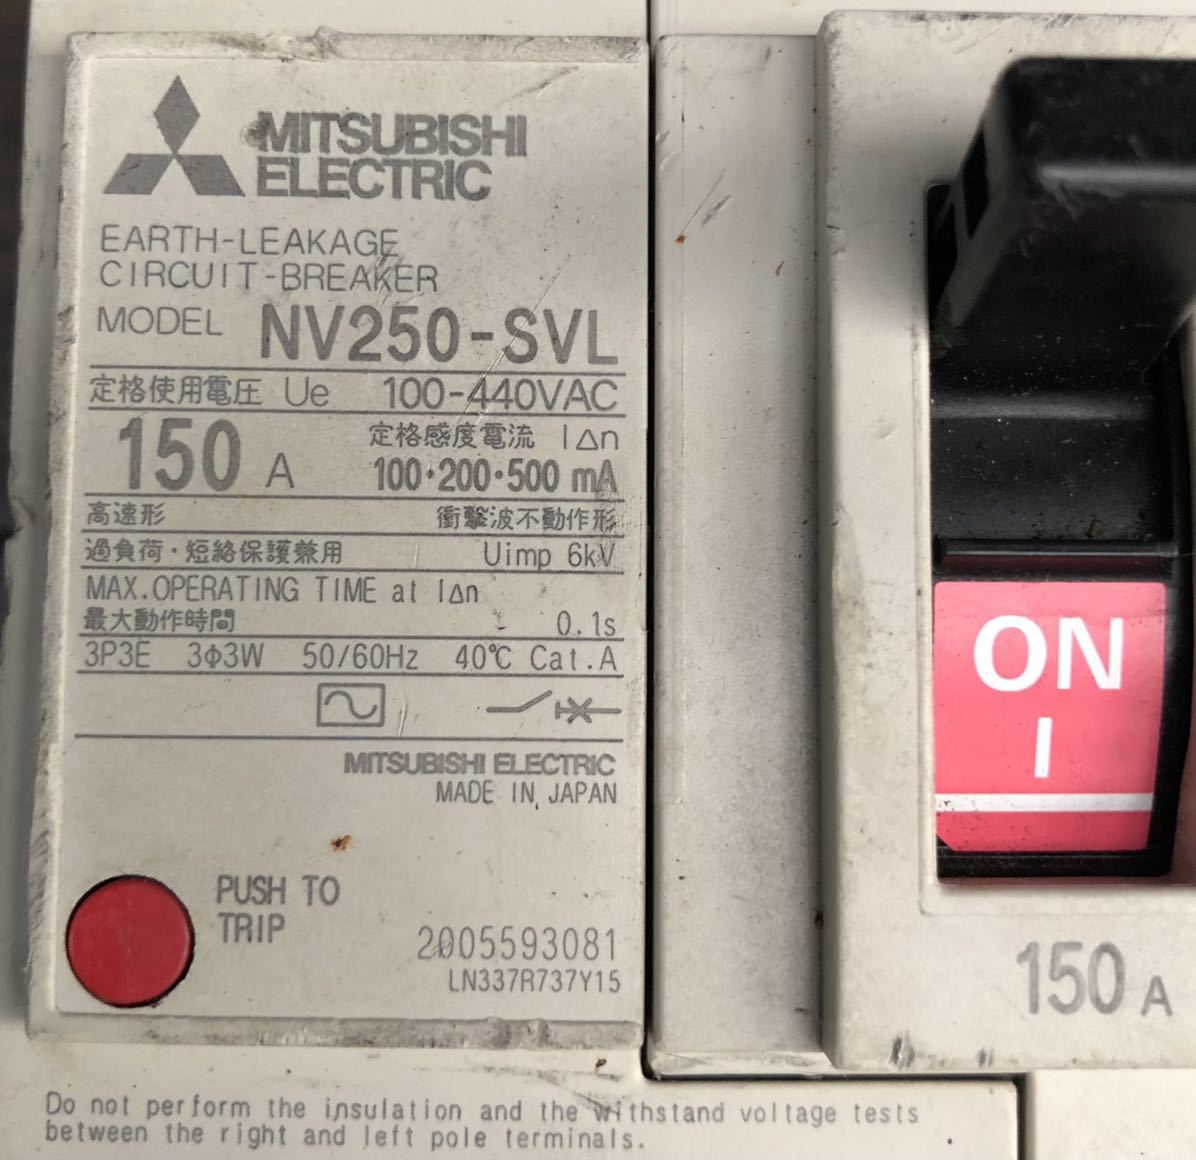 MITSUBISHI
ELECTRIC
EARTH-LEAKAGE
CIRCUIT-BREAKER
MODEL NV250-SVL
定格使用電圧 Ue 100-440VAC
150 A 定格感度電流 I△n
100・200・500 mA
高速形 衝撃波不動作形
過負荷・短絡保護兼用 Uimp 6kV
MAX.OPERATING TIME at I△n
最大動作時間 0.1s
3P3E 3φ3W 50/60Hz 40℃ Cat.A
MITSUBISHI ELECTRIC
MADE IN JAPAN
PUSH TO
TRIP
2005593081
LN337R737Y15
ON
I
150 A
Do not perform the insulation and the withstand voltage tests
between the right and left pole terminals.